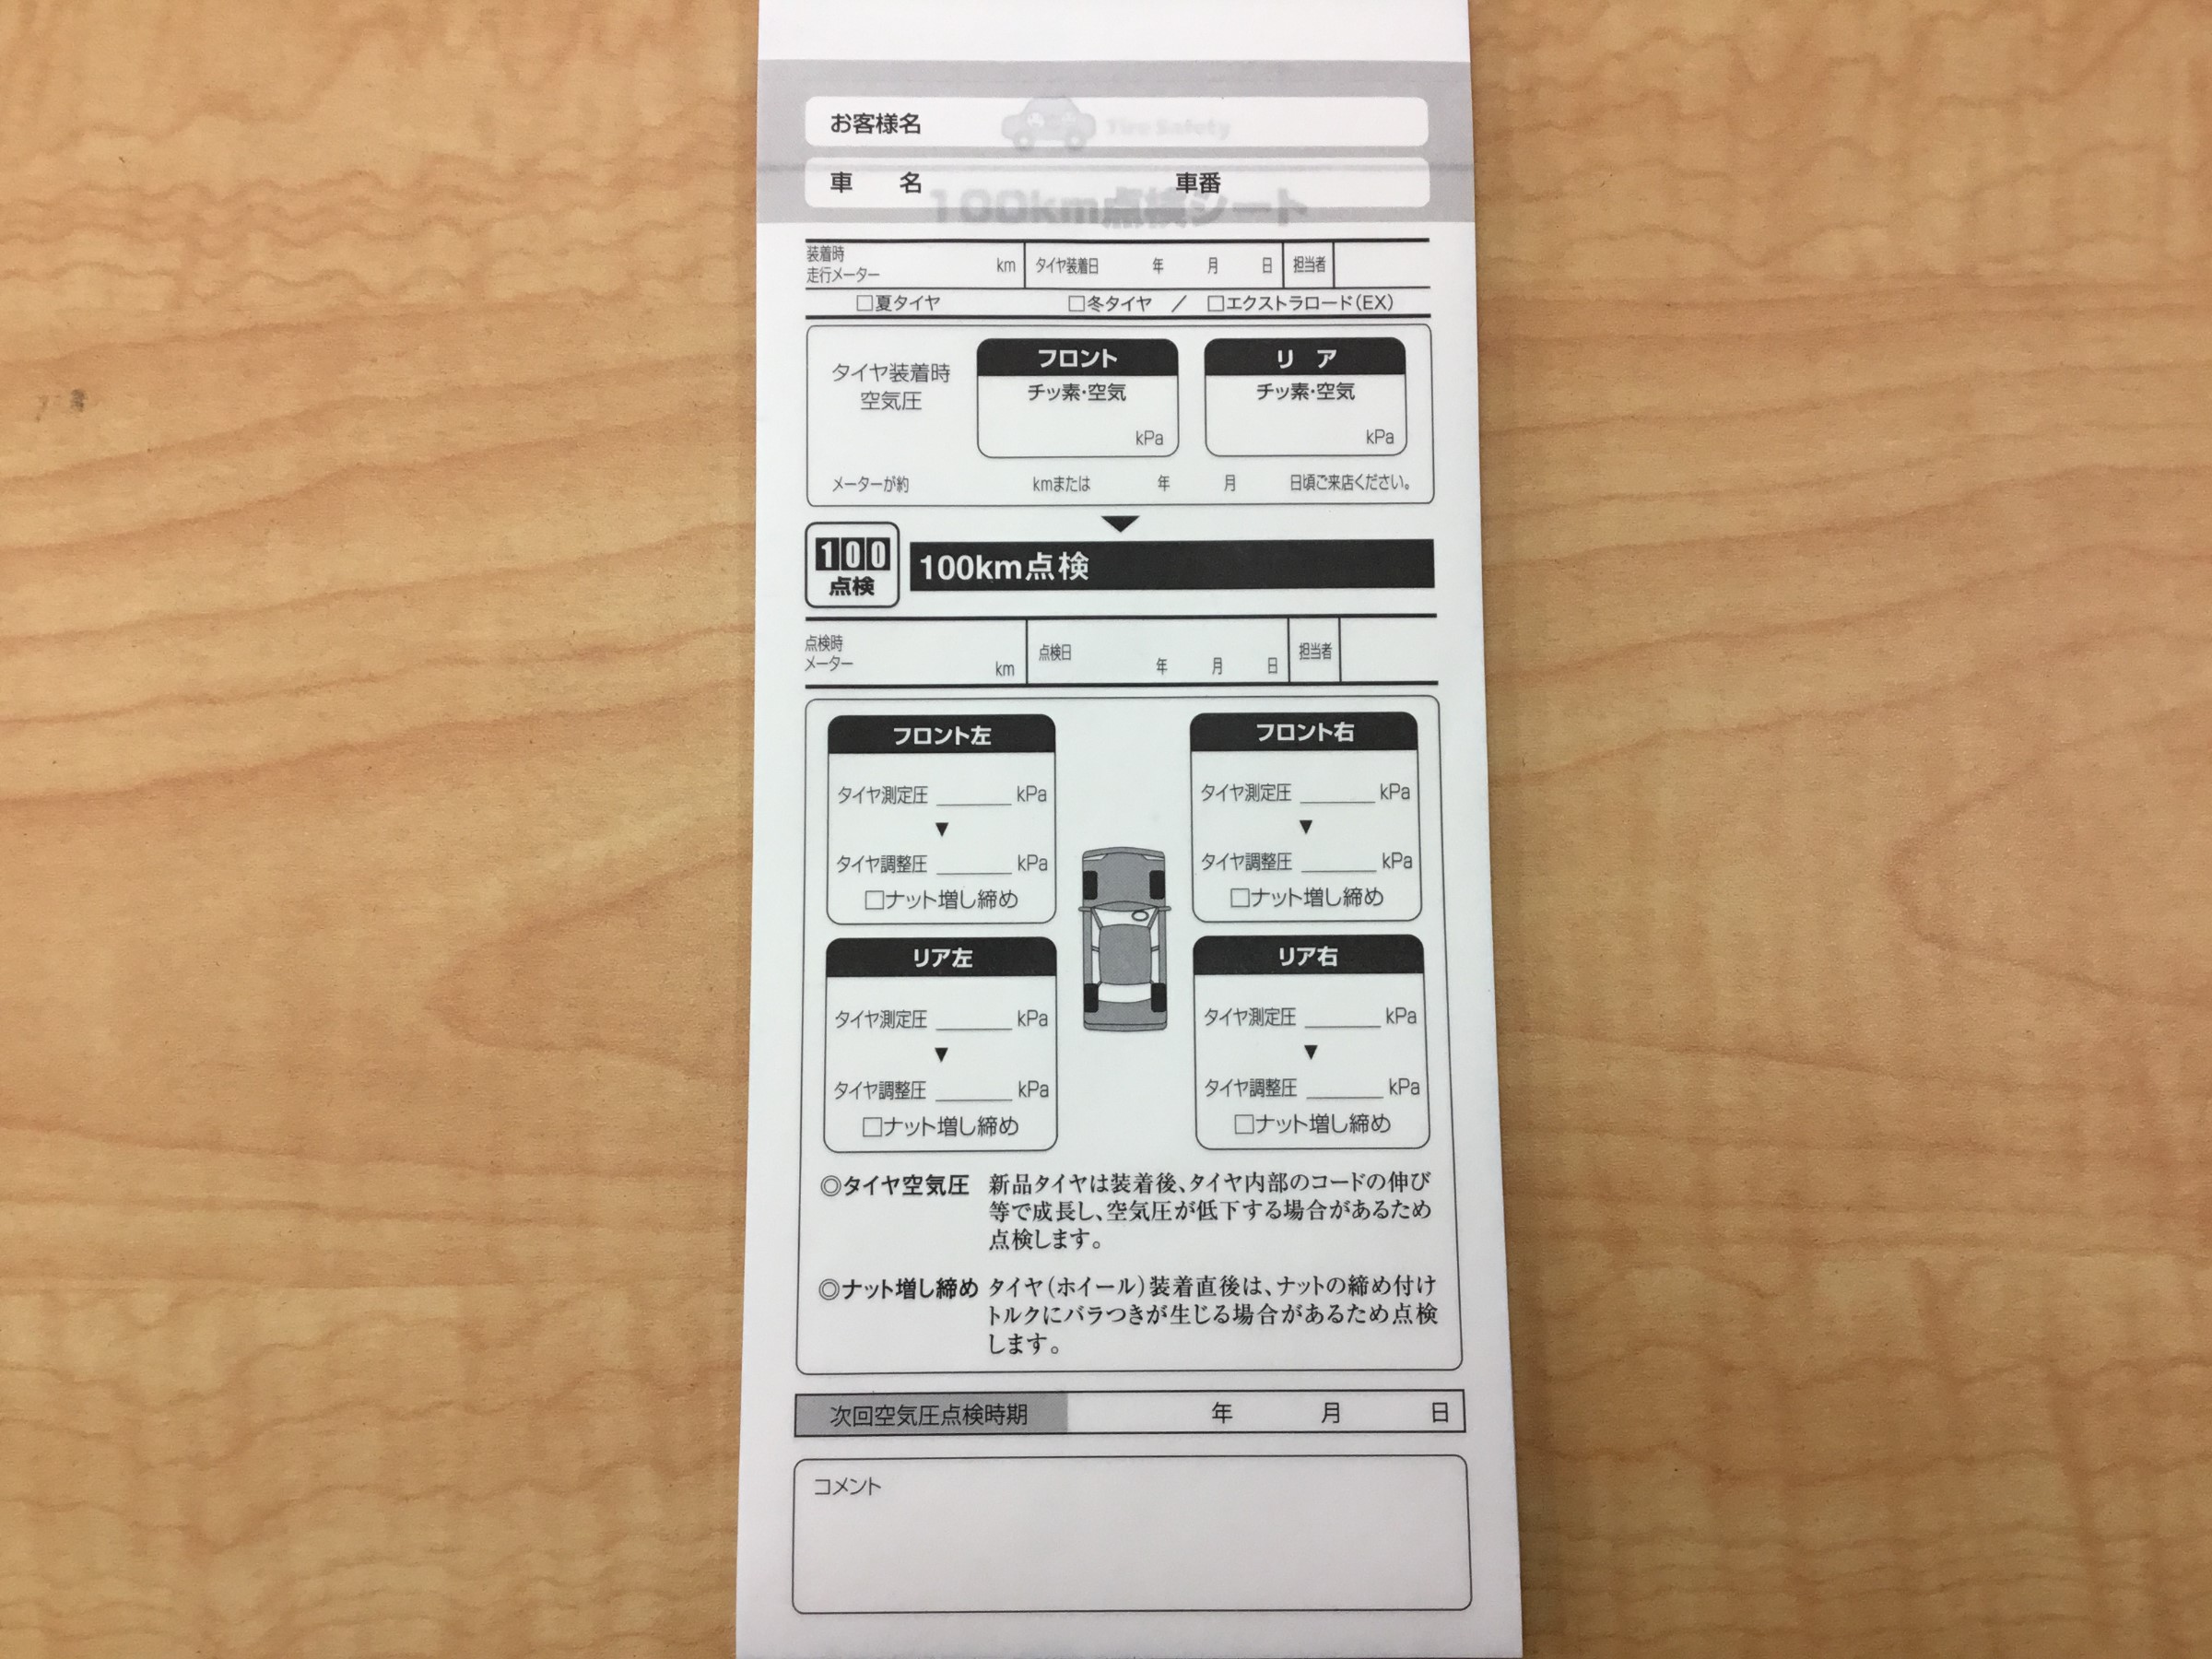 お客様名
Tire Safety
車 名 車番
100km点検シート
装着時
走行メーター km タイヤ装着日 年 月 日 担当者
□夏タイヤ □冬タイヤ / □エクストラロード(EX)
フロント リ ア
タイヤ装着時
空気圧
チッ素・空気 チッ素・空気
kPa kPa
メーターが約 kmまたは 年 月 日頃ご来店ください。
100
点検
100km点検
点検時
メーター km 点検日 年 月 日 担当者
フロント左 フロント右
タイヤ測定圧 ______ kPa タイヤ測定圧 ______ kPa
▼ ▼
タイヤ調整圧 ______ kPa タイヤ調整圧 ______ kPa
□ナット増し締め □ナット増し締め
リア左 リア右
タイヤ測定圧 ______ kPa タイヤ測定圧 ______ kPa
▼ ▼
タイヤ調整圧 ______ kPa タイヤ調整圧 ______ kPa
□ナット増し締め □ナット増し締め
◎タイヤ空気圧 新品タイヤは装着後、タイヤ内部のコードの伸び
等で成長し、空気圧が低下する場合があるため
点検します。
◎ナット増し締め タイヤ(ホイール)装着直後は、ナットの締め付け
トルクにバラつきが生じる場合があるため点検
します。
次回空気圧点検時期 年 月 日
コメント